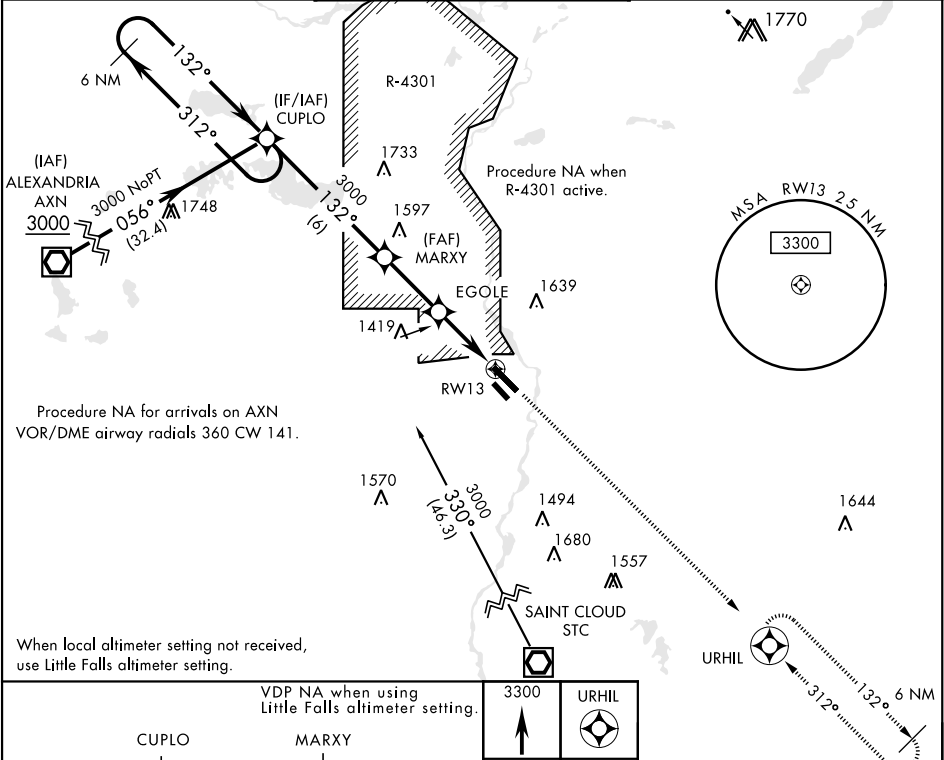 1770
132°
6 NM
R-4301
(IF/IAF)
CUPLO
312°
(IAF)
ALEXANDRIA
AXN
3000
3000 NoPT
056°
(32.4)
1748
1733
3000
132°
(6)
1597
Procedure NA when
R-4301 active.
MSA RW13 25 NM
3300
(FAF)
MARXY
EGOLE
1639
1419
RW13
Procedure NA for arrivals on AXN
VOR/DME airway radials 360 CW 141.
1570
3000
330°
(46.3)
1494
1680
1557
1644
SAINT CLOUD
STC
When local altimeter setting not received,
use Little Falls altimeter setting.
URHIL
132°
6 NM
312°
VDP NA when using
Little Falls altimeter setting.
3300
URHIL
CUPLO
MARXY